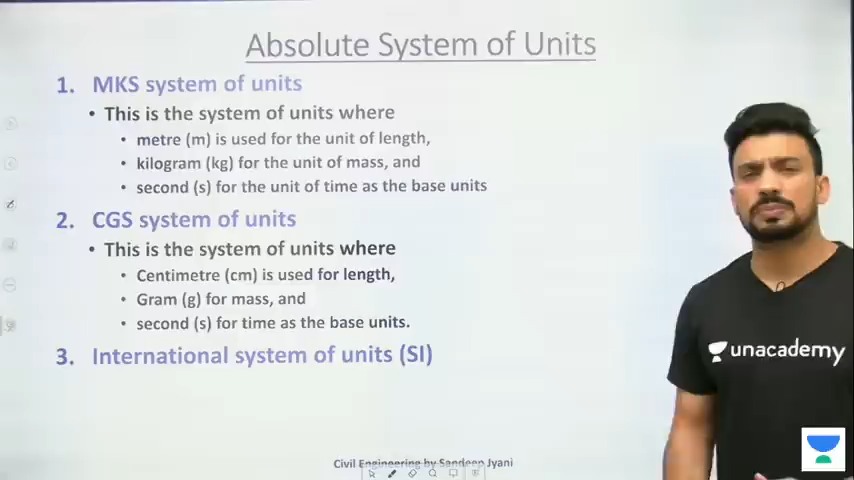 Absolute System of Units
1. MKS system of units
• This is the system of units where
• metre (m) is used for the unit of length,
• kilogram (kg) for the unit of mass, and
• second (s) for the unit of time as the base units
2. CGS system of units
• This is the system of units where
• Centimetre (cm) is used for length,
• Gram (g) for mass, and
• second (s) for time as the base units.
3. International system of units (SI)
unacademy
Civil Engineering by Sandeep Jyani